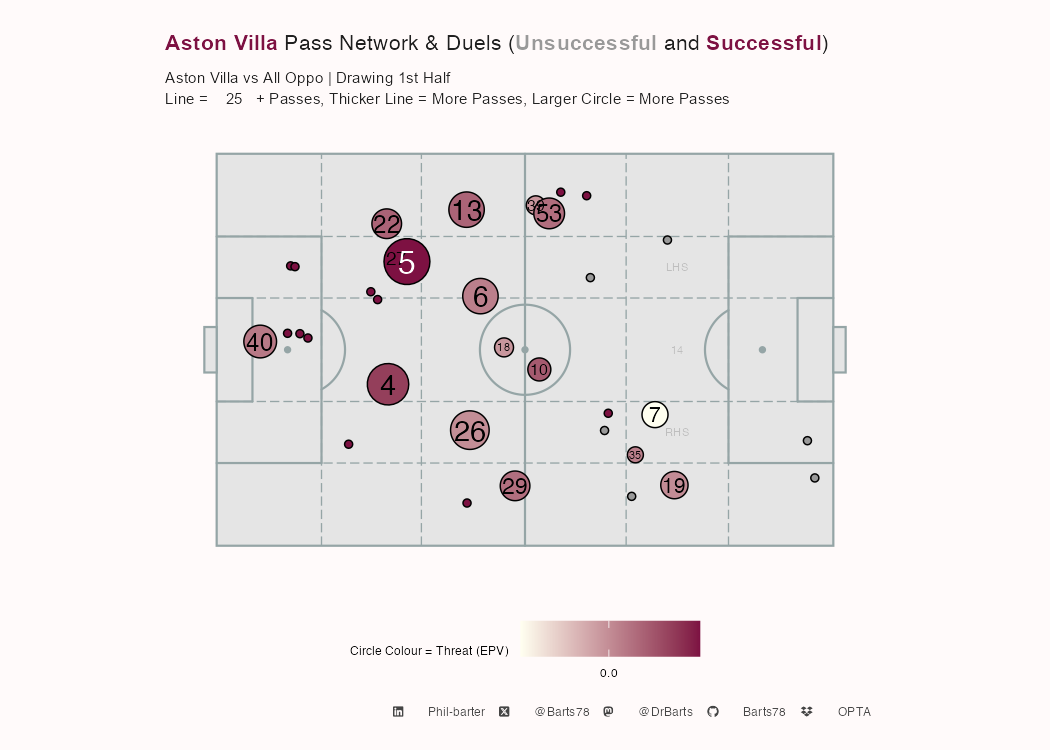 Aston Villa Pass Network & Duels (Unsuccessful and Successful)
Aston Villa vs All Oppo | Drawing 1st Half
Line = 25 + Passes, Thicker Line = More Passes, Larger Circle = More Passes
13
53
22
5
LHS
6
40
18
14
10
4
7
26
RHS
35
29
19
Circle Colour = Threat (EPV)
0.0
Phil-barter @Barts78 @DrBarts Barts78 OPTA